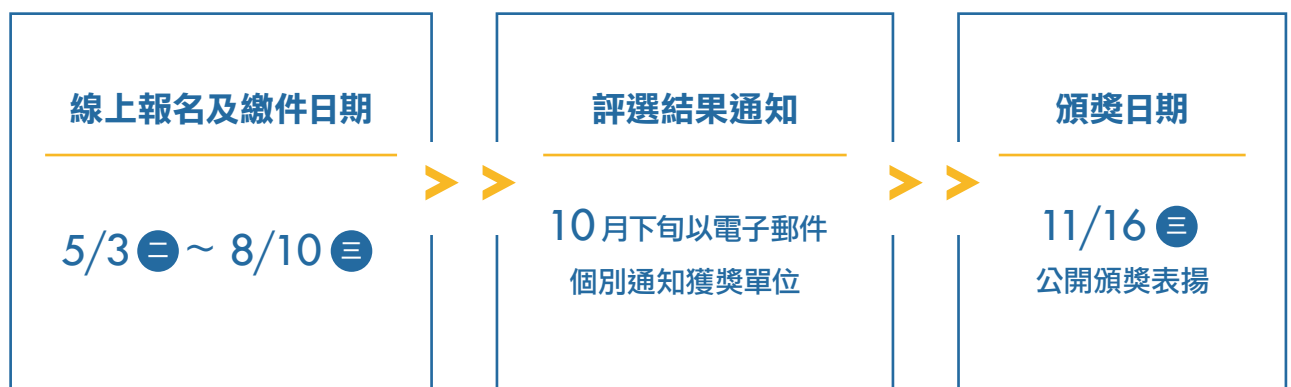 線上報名及繳件日期
5/3 二 ~ 8/10 三
評選結果通知
10月下旬以電子郵件
個別通知獲獎單位
頒獎日期
11/16 三
公開頒獎表揚